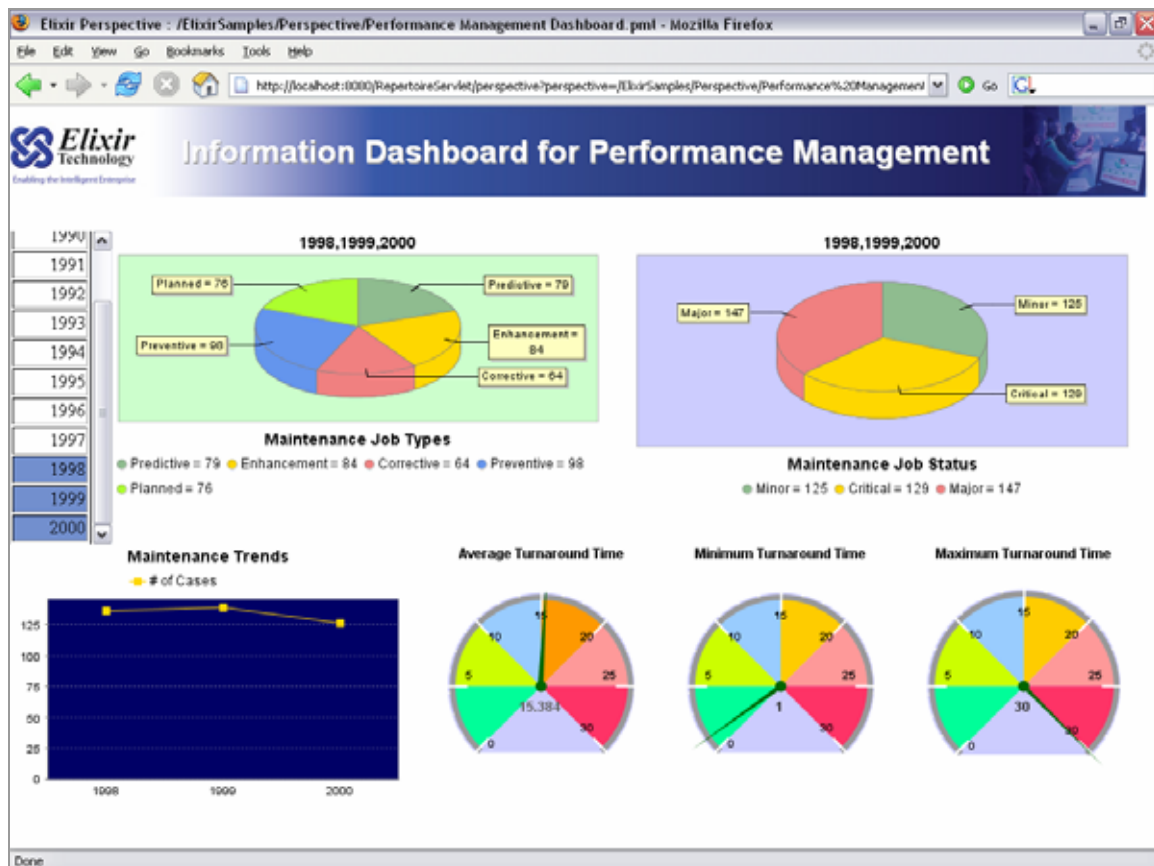 Elixir Perspective : /ElixirSamples/Perspective/Performance Management Dashboard.pml - Mozilla Firefox
File Edit View Go Bookmarks Tools Help
http://localhost:8080/RepertoireServlet/perspective?perspective=/ElixirSamples/Perspective/Performance%20Management Go
Elixir
Technology
Enabling the Intelligent Enterprise
Information Dashboard for Performance Management
1990
1991
1992
1993
1994
1995
1996
1997
1998
1999
2000
1998,1999,2000
Planned = 76
Predictive = 79
Preventive = 98
Enhancement =
84
Corrective = 64
Maintenance Job Types
Predictive = 79 Enhancement = 84 Corrective = 64 Preventive = 98
Planned = 76
1998,1999,2000
Major = 147
Minor = 125
Critical = 129
Maintenance Job Status
Minor = 125 Critical = 129 Major = 147
Maintenance Trends
# of Cases
125
100
75
50
25
0
1998 1999 2000
Average Turnaround Time
15
10 20
5 25
15.384
0 30
Minimum Turnaround Time
15
10 20
5 25
1
0 30
Maximum Turnaround Time
15
10 20
5 25
30
0 30
Done